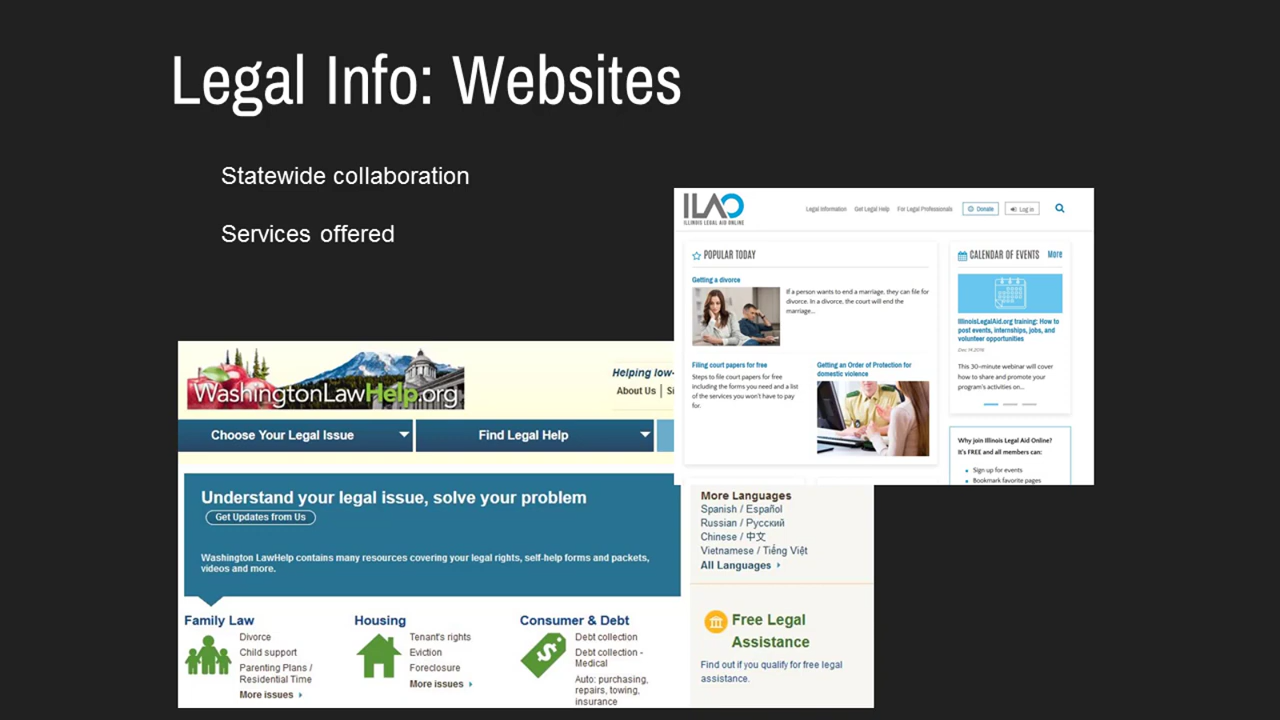 Legal Info: Websites
Statewide collaboration
Services offered
ILAO
ILLINOIS LEGAL AID ONLINE
Legal Information
Get Legal Help
For Legal Professionals
Donate
Log in
POPULAR TODAY
Getting a divorce
If a person wants to end a marriage, they can file for
divorce. In a divorce, the court will end the
marriage...
Filing court papers for free
Steps to file court papers for free
including the forms you need and a list
of the services you won't have to pay
for.
Getting an Order of Protection for
domestic violence
CALENDAR OF EVENTS
More
IllinoisLegalAid.org training: How to
post events, internships, jobs, and
volunteer opportunities
Dec 14 2016
This 30-minute webinar will cover
how to share and promote your
program's activities on...
Why join Illinois Legal Aid Online?
It's FREE and all members can:
Sign up for events
Bookmark favorite pages
WashingtonLawHelp.org
Helping low-
About Us | Si
Choose Your Legal Issue
Find Legal Help
Understand your legal issue, solve your problem
Get Updates from Us
Washington LawHelp contains many resources covering your legal rights, self-help forms and packets,
videos and more.
Family Law
Divorce
Child support
Parenting Plans /
Residential Time
More issues
Housing
Tenant's rights
Eviction
Foreclosure
More issues
Consumer & Debt
Debt collection
Debt collection -
Medical
Auto: purchasing,
repairs, towing,
insurance
More Languages
Spanish / Español
Russian / Русский
Chinese / 中文
Vietnamese / Tiếng Việt
All Languages
Free Legal
Assistance
Find out if you qualify for free legal
assistance.